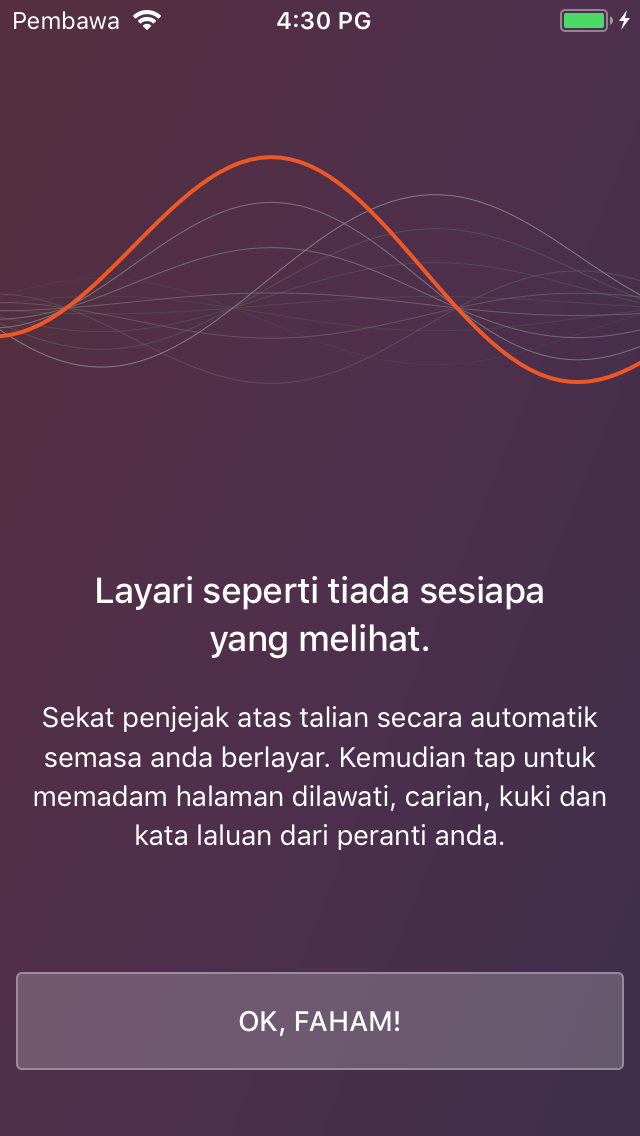 Pembawa 4:30 PG
Layari seperti tiada sesiapa
yang melihat.
Sekat penjejak atas talian secara automatik
semasa anda berlayar. Kemudian tap untuk
memadam halaman dilawati, carian, kuki dan
kata laluan dari peranti anda.
OK, FAHAM!